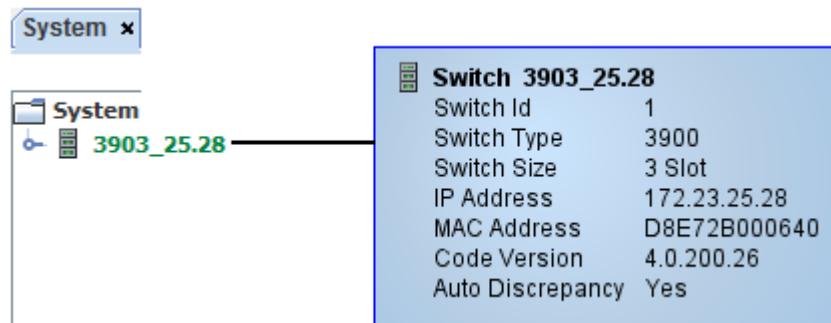 System ×
System
3903_25.28
Switch 3903_25.28
Switch Id 1
Switch Type 3900
Switch Size 3 Slot
IP Address 172.23.25.28
MAC Address D8E72B000640
Code Version 4.0.200.26
Auto Discrepancy Yes